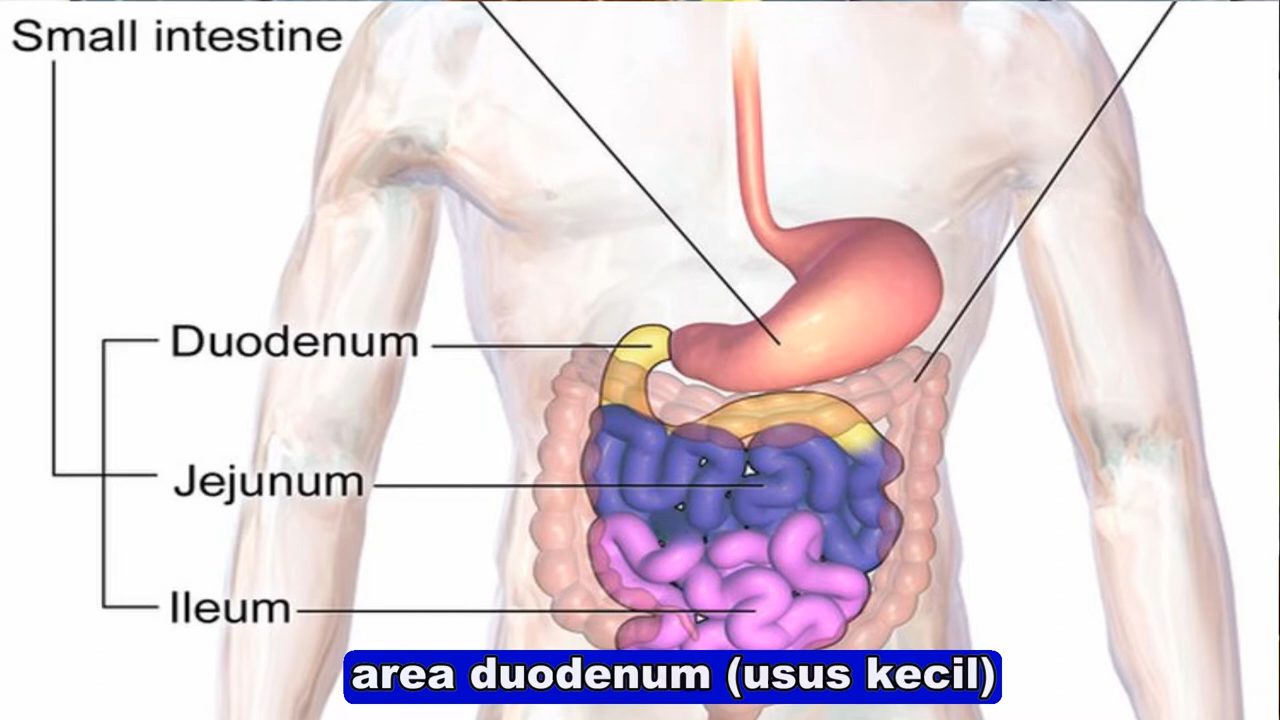 Small intestine
Duodenum
Jejunum
Ileum
area duodenum (usus kecil)